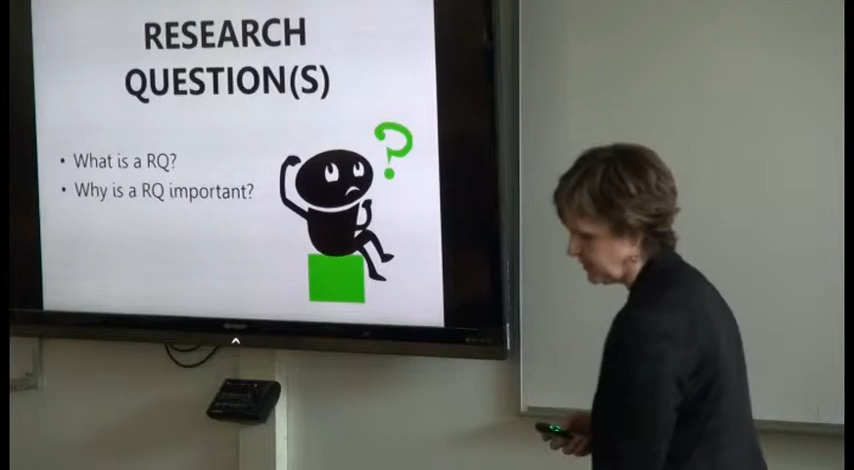 RESEARCH
QUESTION(S)
• What is a RQ?
• Why is a RQ important?
?